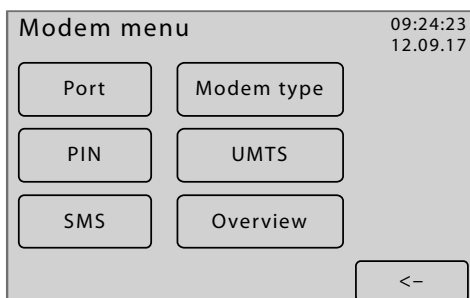 Modem menu
09:24:23
12.09.17
Port
Modem type
PIN
UMTS
SMS
Overview
<–